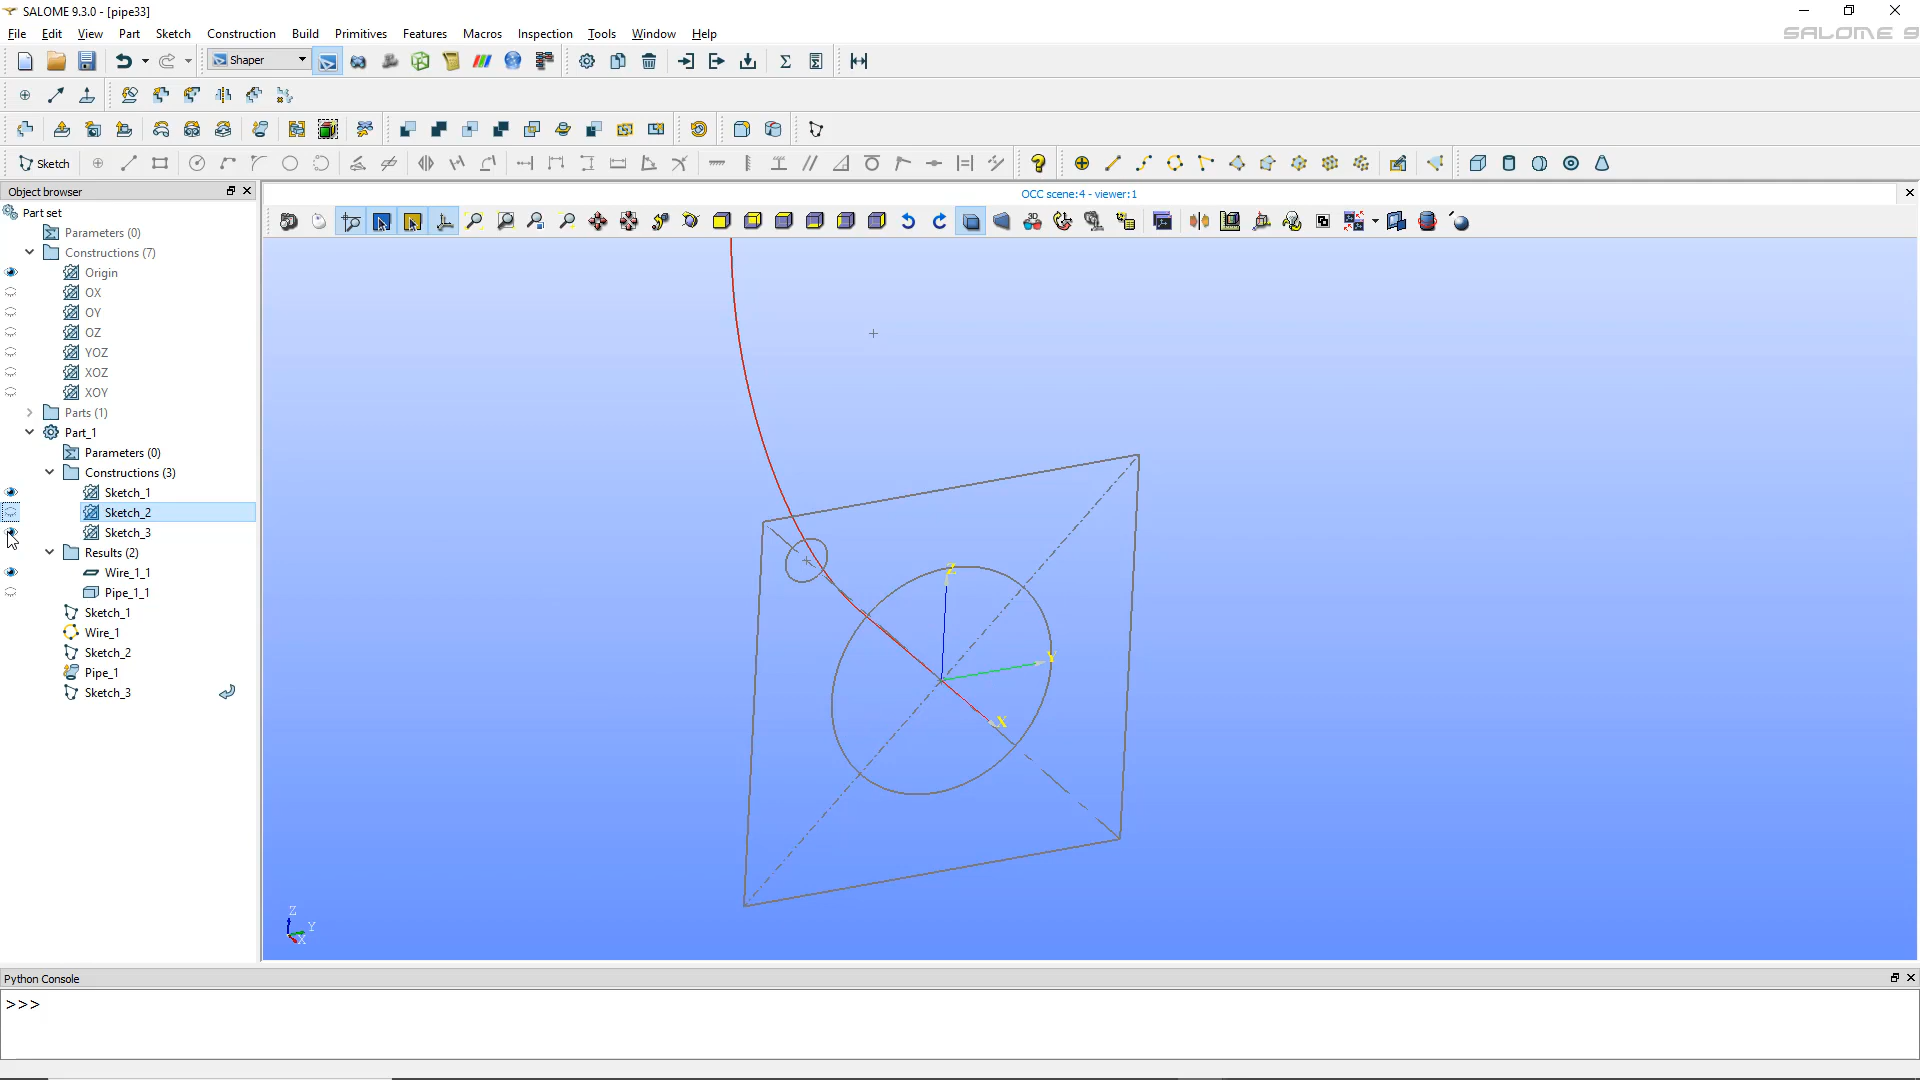 SALOME 9.3.0 - [pipe33]
File Edit View Part Sketch Construction Build Primitives Features Macros Inspection Tools Window Help
SALOME 9
Shaper
Sketch
Object browser
OCC scene:4 - viewer:1
Part set
Parameters (0)
Constructions (7)
Origin
OX
OY
OZ
YOZ
XOZ
XOY
Parts (1)
Part_1
Parameters (0)
Constructions (3)
Sketch_1
Sketch_2
Sketch_3
Results (2)
Wire_1_1
Pipe_1_1
Sketch_1
Wire_1
Sketch_2
Pipe_1
Sketch_3
Z
Y
X
Z
Y
X
Python Console
>>>